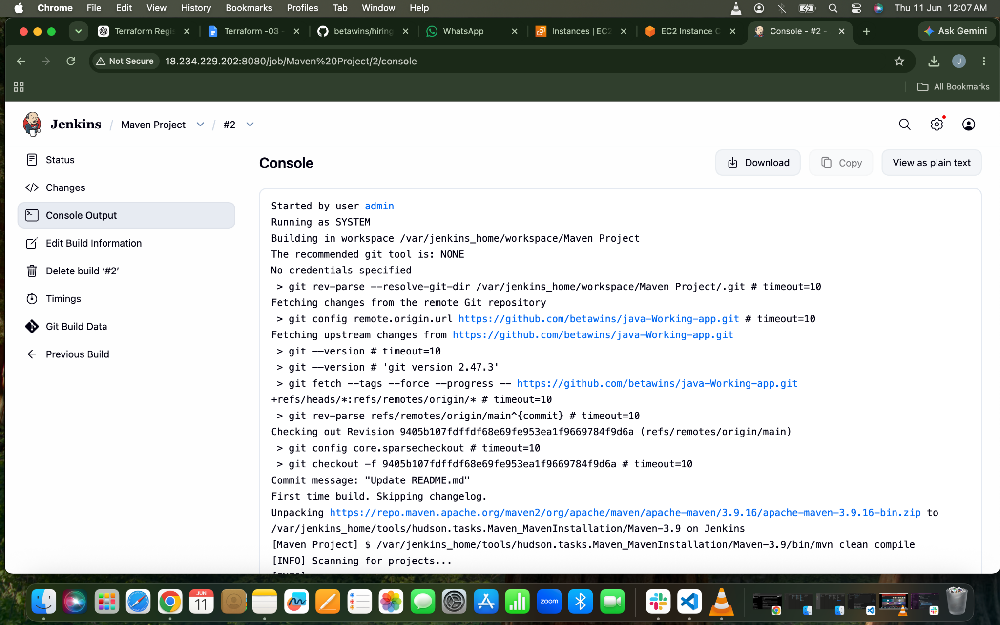 Chrome File Edit View History Bookmarks Profiles Tab Window Help Thu 11 Jun 12:07 AM
Terraform Regis Terraform -03 - betawins/hiring WhatsApp Instances | EC2 EC2 Instance C Console - #2 - Ask Gemini
Not Secure 18.234.229.202:8080/job/Maven%20Project/2/console J
All Bookmarks
Jenkins / Maven Project / #2
Status
Changes
Console Output
Edit Build Information
Delete build ‘#2’
Timings
Git Build Data
Previous Build
Console
Download Copy View as plain text
Started by user admin
Running as SYSTEM
Building in workspace /var/jenkins_home/workspace/Maven Project
The recommended git tool is: NONE
No credentials specified
> git rev-parse --resolve-git-dir /var/jenkins_home/workspace/Maven Project/.git # timeout=10
Fetching changes from the remote Git repository
> git config remote.origin.url https://github.com/betawins/java-Working-app.git # timeout=10
Fetching upstream changes from https://github.com/betawins/java-Working-app.git
> git --version # timeout=10
> git --version # 'git version 2.47.3'
> git fetch --tags --force --progress -- https://github.com/betawins/java-Working-app.git
+refs/heads/*:refs/remotes/origin/* # timeout=10
> git rev-parse refs/remotes/origin/main^{commit} # timeout=10
Checking out Revision 9405b107fdffdf68e69fe953ea1f9669784f9d6a (refs/remotes/origin/main)
> git config core.sparsecheckout # timeout=10
> git checkout -f 9405b107fdffdf68e69fe953ea1f9669784f9d6a # timeout=10
Commit message: "Update README.md"
First time build. Skipping changelog.
Unpacking https://repo.maven.apache.org/maven2/org/apache/maven/apache-maven/3.9.16/apache-maven-3.9.16-bin.zip to
/var/jenkins_home/tools/hudson.tasks.Maven_MavenInstallation/Maven-3.9 on Jenkins
[Maven Project] $ /var/jenkins_home/tools/hudson.tasks.Maven_MavenInstallation/Maven-3.9/bin/mvn clean compile
[INFO] Scanning for projects...
JUN
11
zoom